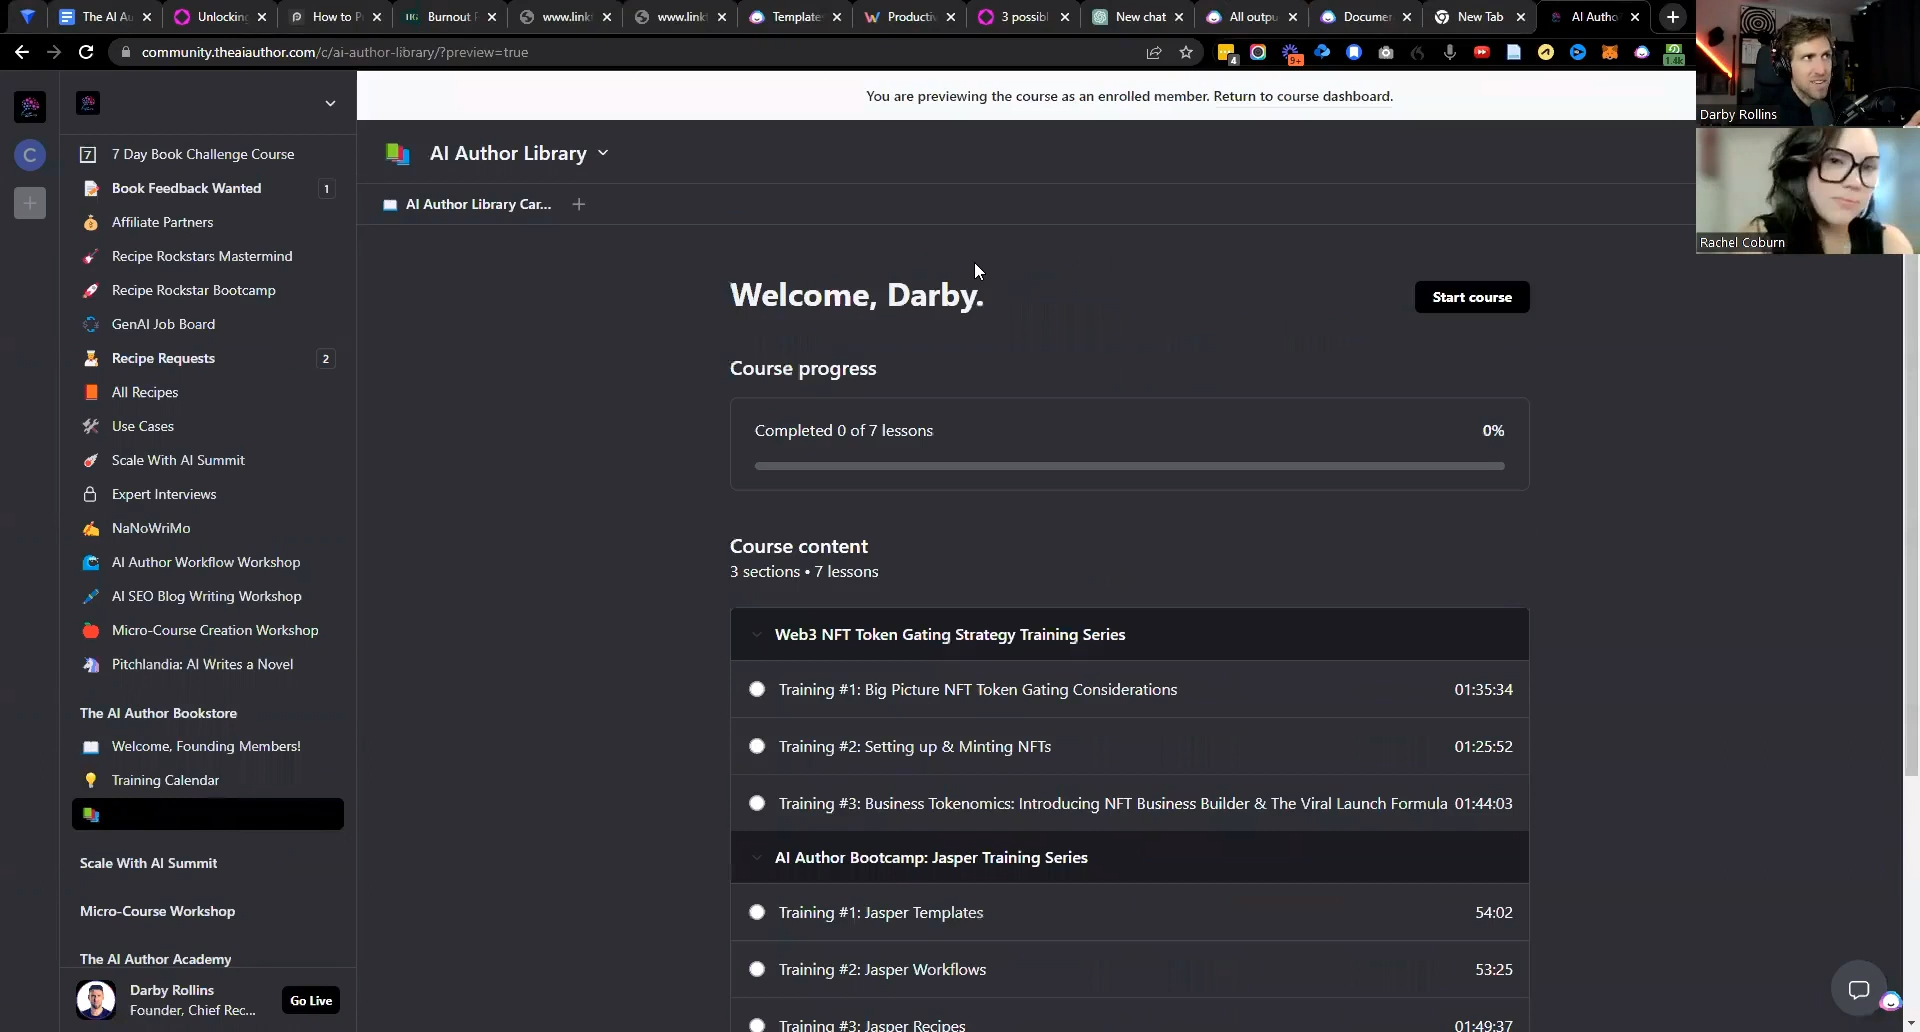 The AI Au
Unlocking
How to P
Burnout
www.link
www.link
Template
Producti
3 possibl
New chat
All outpu
Documen
New Tab
AI Autho
community.theaiauthor.com/c/ai-author-library/?preview=true
4
9+
1.4k
Darby Rollins
Rachel Coburn
You are previewing the course as an enrolled member. Return to course dashboard.
C
7 Day Book Challenge Course
Book Feedback Wanted 1
Affiliate Partners
Recipe Rockstars Mastermind
Recipe Rockstar Bootcamp
GenAI Job Board
Recipe Requests 2
All Recipes
Use Cases
Scale With AI Summit
Expert Interviews
NaNoWriMo
AI Author Workflow Workshop
AI SEO Blog Writing Workshop
Micro-Course Creation Workshop
Pitchlandia: AI Writes a Novel
The AI Author Bookstore
Welcome, Founding Members!
Training Calendar
Scale With AI Summit
Micro-Course Workshop
The AI Author Academy
Darby Rollins
Founder, Chief Rec...
Go Live
AI Author Library
AI Author Library Car...
Welcome, Darby.
Start course
Course progress
Completed 0 of 7 lessons 0%
Course content
3 sections • 7 lessons
Web3 NFT Token Gating Strategy Training Series
Training #1: Big Picture NFT Token Gating Considerations 01:35:34
Training #2: Setting up & Minting NFTs 01:25:52
Training #3: Business Tokenomics: Introducing NFT Business Builder & The Viral Launch Formula 01:44:03
AI Author Bootcamp: Jasper Training Series
Training #1: Jasper Templates 54:02
Training #2: Jasper Workflows 53:25
Training #3: Jasper Recipes 01:49:37